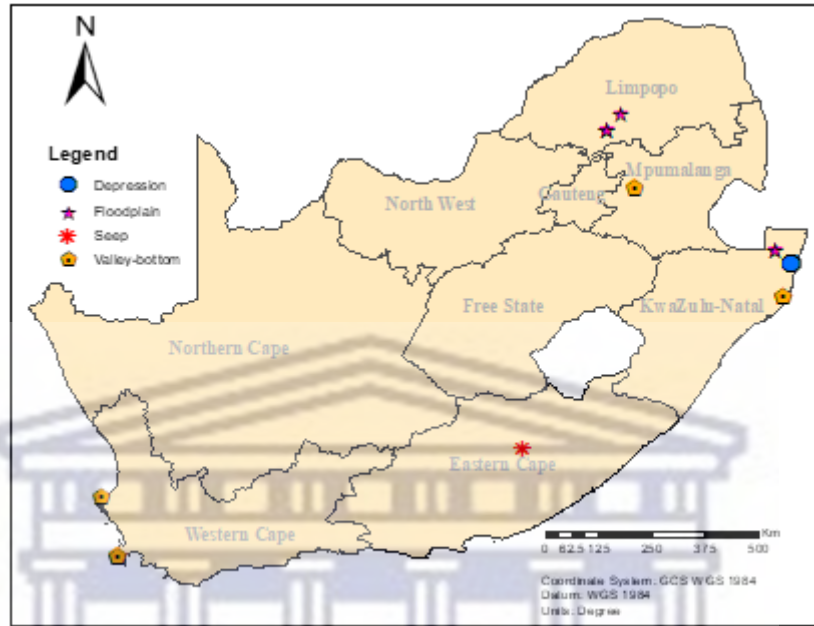 N
Limpopo
Legend
Depression
Floodplain
Seep
Valley-bottom
Mpumalanga
Gauteng
North West
Free State
KwaZulu-Natal
Northern Cape
Eastern Cape
Western Cape
Km
0 62.5 125 250 375 500
Coordinate System: GCS WGS 1984
Datum: WGS 1984
Units: Degree